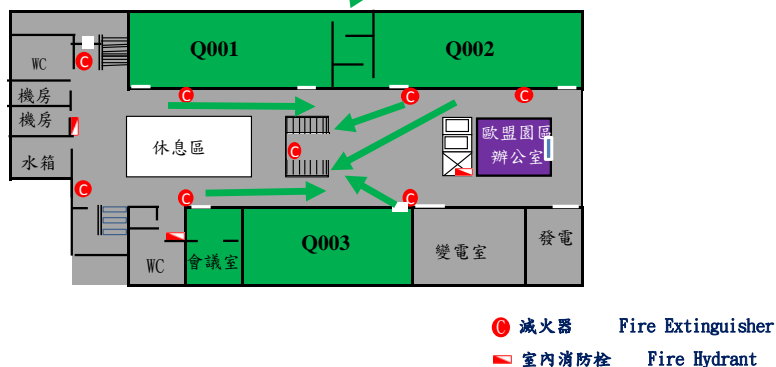 Q001
Q002
WC
C
機房
C
C
C
機房
休息區
C
歐盟園區
辦公室
水箱
C
C
C
Q003
變電室
發電
WC
會議室
C 滅火器 Fire Extinguisher
室內消防栓 Fire Hydrant